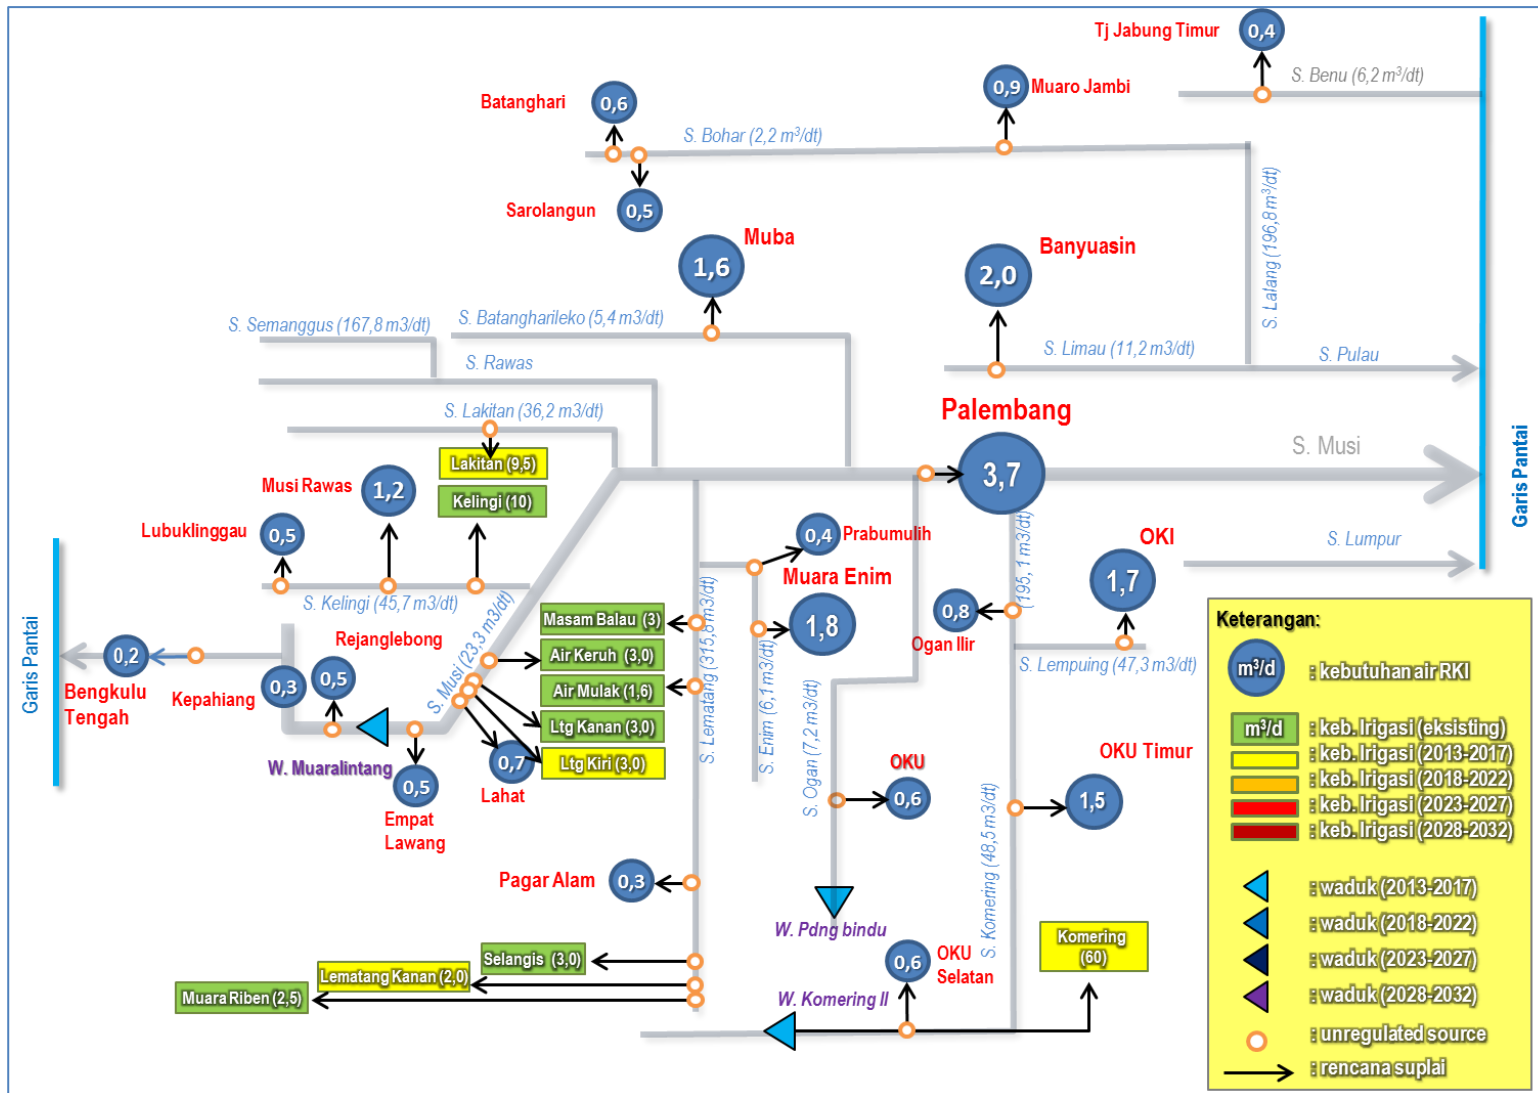 Tj Jabung Timur
0,4
S. Benu (6,2 m³/dt)
Batanghari
0,6
0,9
Muaro Jambi
S. Bohar (2,2 m³/dt)
Sarolangun
0,5
S. Lalang (196,8 m³/dt)
Muba
1,6
Banyuasin
2,0
S. Semanggus (167,8 m3/dt)
S. Batangharileko (5,4 m3/dt)
S. Limau (11,2 m3/dt)
S. Pulau
S. Rawas
S. Lakitan (36,2 m3/dt)
Palembang
3,7
S. Musi
Garis Pantai
Lakitan (9,5)
Kelingi (10)
Musi Rawas
1,2
Lubuklinggau
0,5
S. Kelingi (45,7 m3/dt)
0,4
Prabumulih
Muara Enim
1,8
(195, 1 m3/dt)
OKI
1,7
S. Lumpur
0,8
Ogan Ilir
S. Lempuing (47,3 m3/dt)
Garis Pantai
0,2
Bengkulu
Tengah
Kepahiang
0,3
Rejanglebong
0,5
W. Muaralintang
0,5
Empat
Lawang
S. Musi (23,3 m3/dt)
Masam Balau (3)
Air Keruh (3,0)
Air Mulak (1,6)
Ltg Kanan (3,0)
Ltg Kiri (3,0)
0,7
Lahat
S. Lematang (315,8 m3/dt)
S. Enim (6,1 m3/dt)
S. Ogan (7,2 m3/dt)
OKU
0,6
OKU Timur
1,5
S. Komering (48,5 m3/dt)
Pagar Alam
0,3
W. Pdng bindu
Selangis (3,0)
Lematang Kanan (2,0)
Muara Riben (2,5)
0,6
OKU
Selatan
W. Komering II
Komering
(60)
Keterangan:
m³/d
: kebutuhan air RKI
m³/d
: keb. Irigasi (eksisting)
: keb. Irigasi (2013-2017)
: keb. Irigasi (2018-2022)
: keb. Irigasi (2023-2027)
: keb. Irigasi (2028-2032)
: waduk (2013-2017)
: waduk (2018-2022)
: waduk (2023-2027)
: waduk (2028-2032)
: unregulated source
: rencana suplai